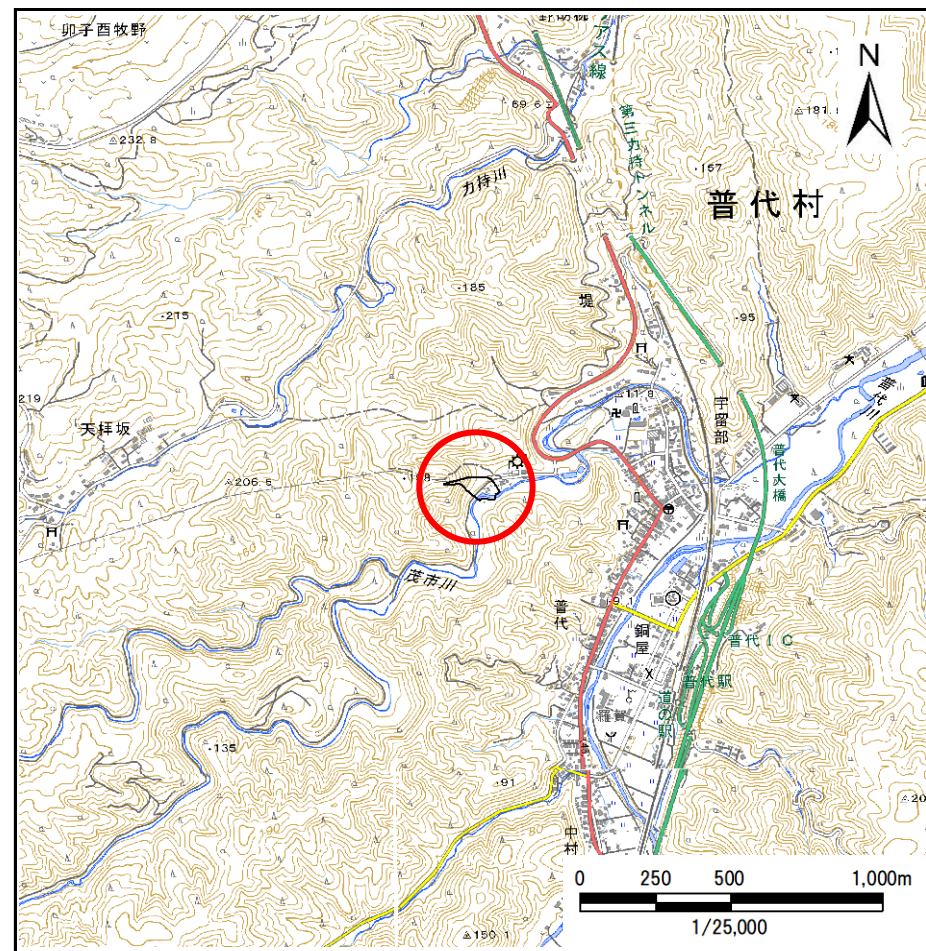 卯子酉牧野
アス線
69.6
第三力持トンネル
△181.
N
△232.8
力持川
・157
普代村
・185
・215
堤
・95
219
天拝坂
△11.8
宇留部
普代川
△206.5
普代大橋
茂市川
普代
9.1
銅屋
普代IC
普代駅
道の駅
羅賀
・135
・91
中村
△150.1
△20
0 250 500 1,000m
1/25,000